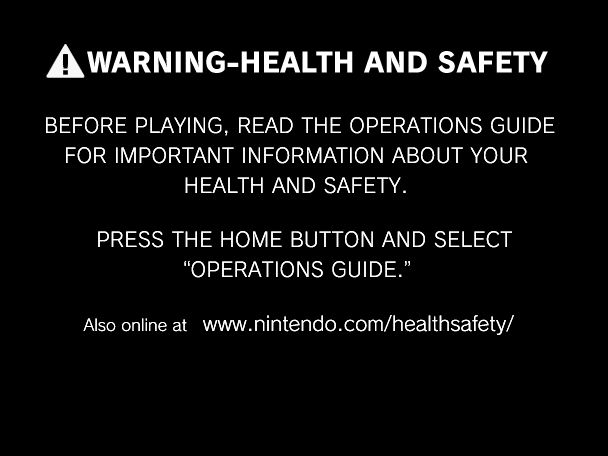 WARNING-HEALTH AND SAFETY
BEFORE PLAYING, READ THE OPERATIONS GUIDE
FOR IMPORTANT INFORMATION ABOUT YOUR
HEALTH AND SAFETY.
PRESS THE HOME BUTTON AND SELECT
“OPERATIONS GUIDE.”
Also online at www.nintendo.com/healthsafety/